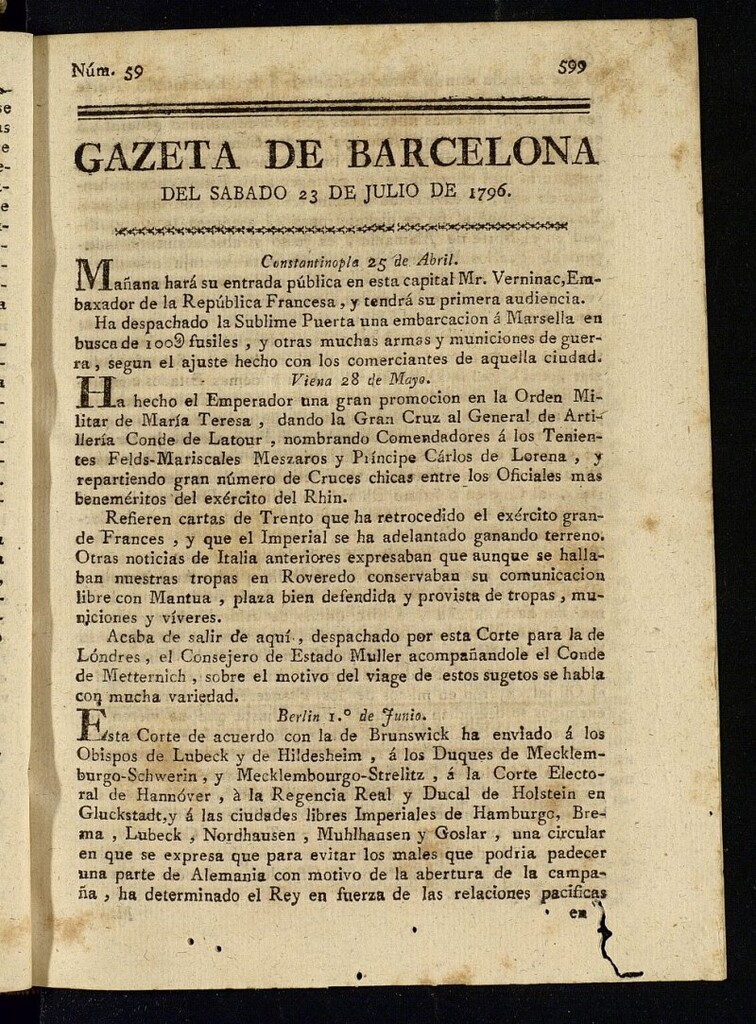 Núm. 59
599
GAZETA DE BARCELONA
DEL SABADO 23 DE JULIO DE 1796.
Constantinopla 25 de Abril.
Mañana hará su entrada pública en esta capital Mr. Verninac, Em-
baxador de la República Francesa, y tendrá su primera audiencia.
Ha despachado la Sublime Puerta una embarcacion á Marsella en
busca de 100９ fusiles, y otras muchas armas y municiones de guer-
ra, segun el ajuste hecho con los comerciantes de aquella ciudad.
Viena 28 de Mayo.
Ha hecho el Emperador una gran promocion en la Orden Mi-
litar de María Teresa, dando la Gran Cruz al General de Arti-
llería Conde de Latour, nombrando Comendadores á los Tenien-
tes Felds-Mariscales Meszaros y Príncipe Cárlos de Lorena, y
repartiendo gran número de Cruces chicas entre los Oficiales mas
beneméritos del exército del Rhin.
Refieren cartas de Trento que ha retrocedido el exército gran-
de Frances, y que el Imperial se ha adelantado ganando terreno.
Otras noticias de Italia anteriores expresaban que aunque se halla-
ban nuestras tropas en Roveredo conservaban su comunicacion
libre con Mantua, plaza bien defendida y provista de tropas, mu-
niciones y víveres.
Acaba de salir de aquí, despachado por esta Corte para la de
Lóndres, el Consejero de Estado Muller acompañandole el Conde
de Metternich, sobre el motivo del viage de estos sugetos se habla
con mucha variedad.
Berlin 1.º de Junio.
Esta Corte de acuerdo con la de Brunswick ha enviado á los
Obispos de Lubeck y de Hildesheim, á los Duques de Mecklem-
burgo-Schwerin, y Mecklembourgo-Strelitz, á la Corte Electo-
ral de Hannóver, à la Regencia Real y Ducal de Holstein en
Gluckstadt, y á las ciudades libres Imperiales de Hamburgo, Bre-
ma, Lubeck, Nordhausen, Muhlhausen y Goslar, una circular
en que se expresa que para evitar los males que podria padecer
una parte de Alemania con motivo de la abertura de la campa-
ña, ha determinado el Rey en fuerza de las relaciones pacificas
en